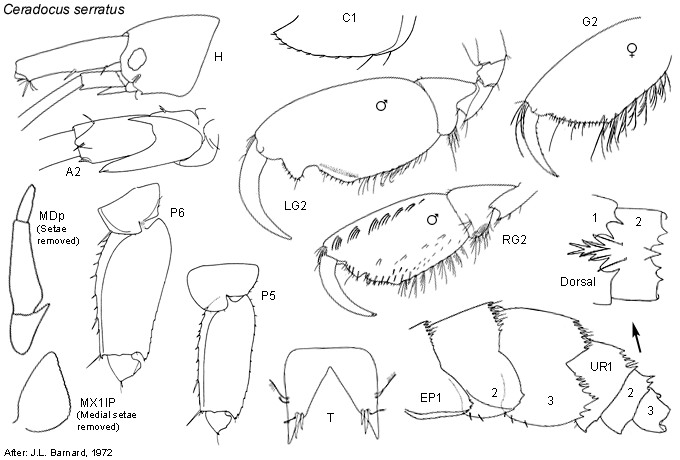 Ceradocus serratus
C1
G2
H
♀
♂
A2
LG2
MDp
(Setae
removed)
P6
♂
RG2
1
2
P5
Dorsal
MX1IP
(Medial setae
removed)
T
EP1
2
3
UR1
2
3
After: J.L. Barnard, 1972